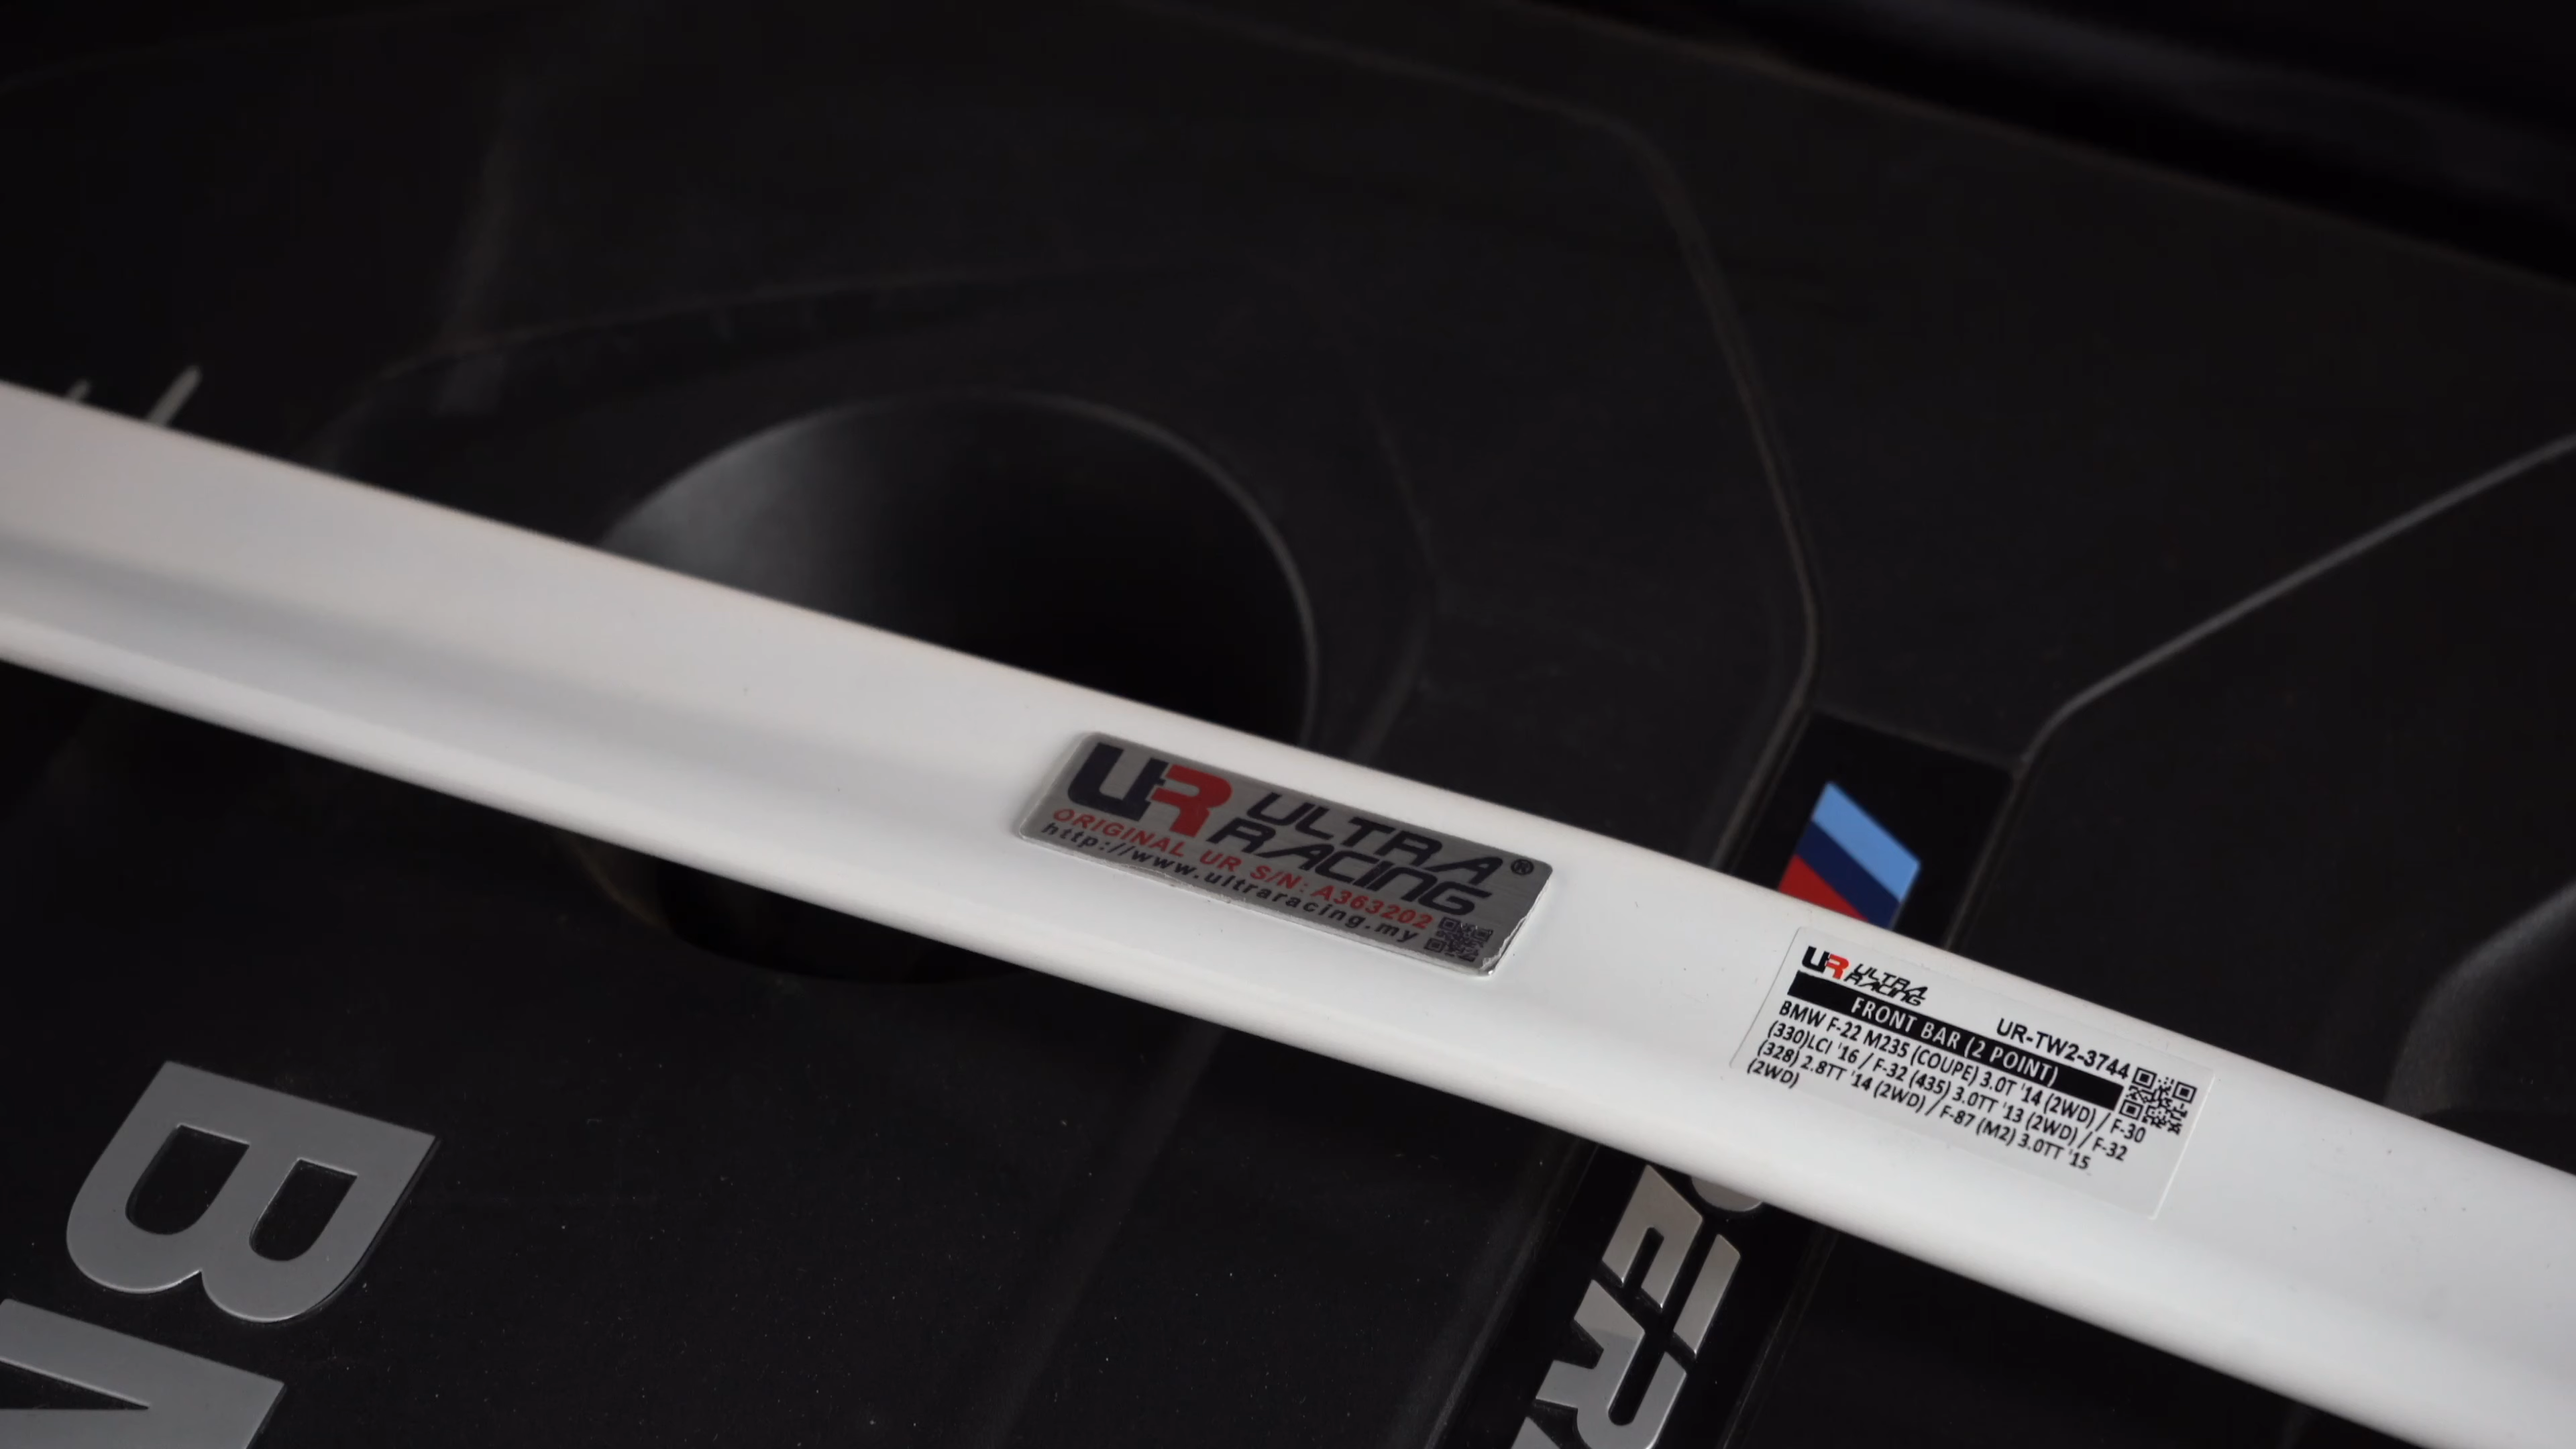 UR ULTRA
RACING®
ORIGINAL UR S/N: A363202
http://www.ultraracing.my
UR ULTRA
RACING
UR-TW2-3744
FRONT BAR (2 POINT)
BMW F-22 M235 (COUPE) 3.0T '14 (2WD) / F-30
(330)LCI '16 / F-32 (435) 3.0TT '13 (2WD) / F-32
(328) 2.8TT '14 (2WD) / F-87 (M2) 3.0TT '15
(2WD)